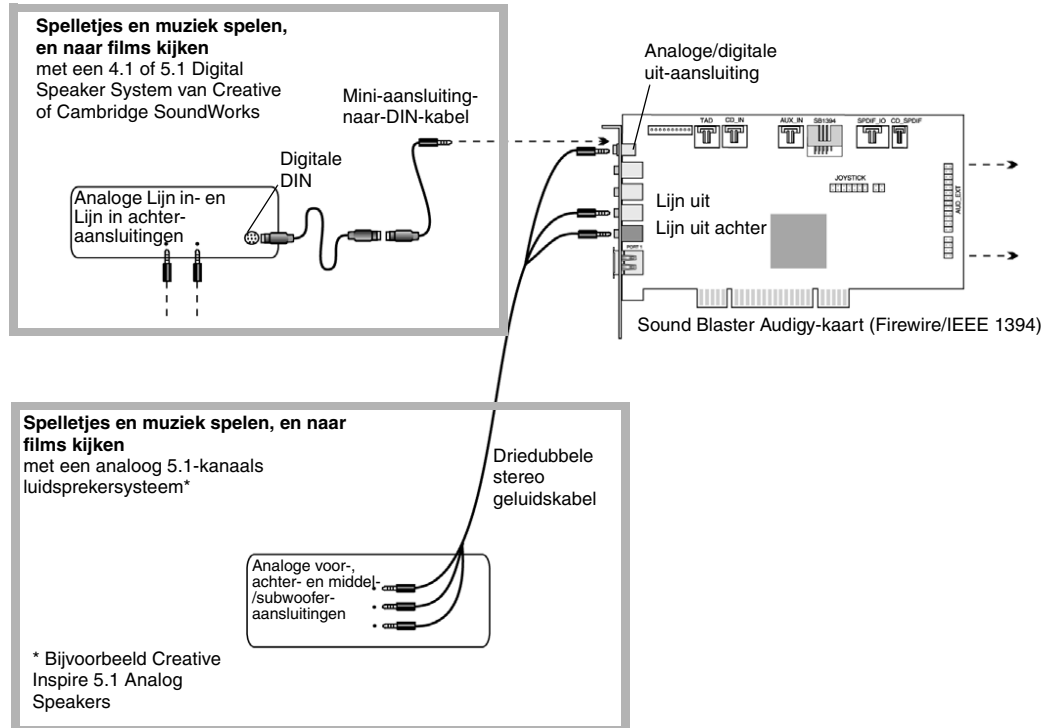 Spelletjes en muziek spelen,
en naar films kijken
met een 4.1 of 5.1 Digital
Speaker System van Creative
of Cambridge SoundWorks
Mini-aansluiting-
naar-DIN-kabel
Digitale
DIN
Analoge Lijn in- en
Lijn in achter-
aansluitingen
Analoge/digitale
uit-aansluiting
TAD
CD_IN
AUX_IN
SB1394
SPDIF_IO
CD_SPDIF
JOYSTICK
AUD_EXT
Lijn uit
Lijn uit achter
PORT 1
Sound Blaster Audigy-kaart (Firewire/IEEE 1394)
Spelletjes en muziek spelen, en naar
films kijken
met een analoog 5.1-kanaals
luidsprekersysteem*
Driedubbele
stereo
geluidskabel
Analoge voor-,
achter- en middel-
/subwoofer-
aansluitingen
* Bijvoorbeeld Creative
Inspire 5.1 Analog
Speakers